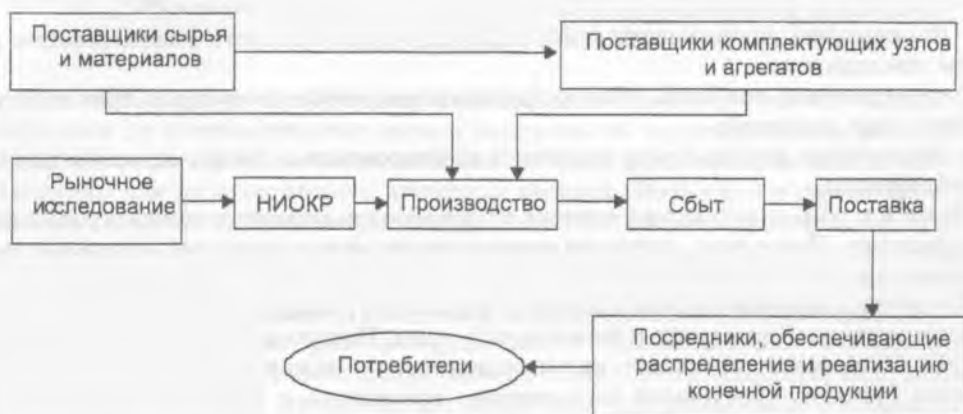 Поставщики сырья
и материалов
Поставщики комплектующих узлов
и агрегатов
Рыночное
исследование
НИОКР
Производство
Сбыт
Поставка
Посредники, обеспечивающие
распределение и реализацию
конечной продукции
Потребители